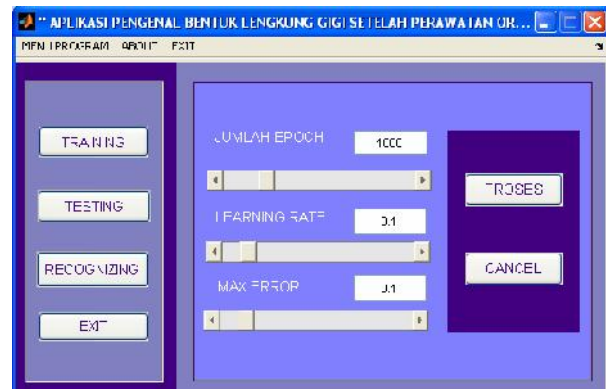 " APLIKASI PENGENAL BENTUK LENGKUNG GIGI SETELAH PERAWATAN OR...
MENU PROGRAM ABOUT EXIT
TRAINING
TESTING
RECOGNIZING
EXIT
JUMLAH EPOCH 1000
LEARNING RATE 0.1
MAX ERROR 0.1
PROSES
CANCEL